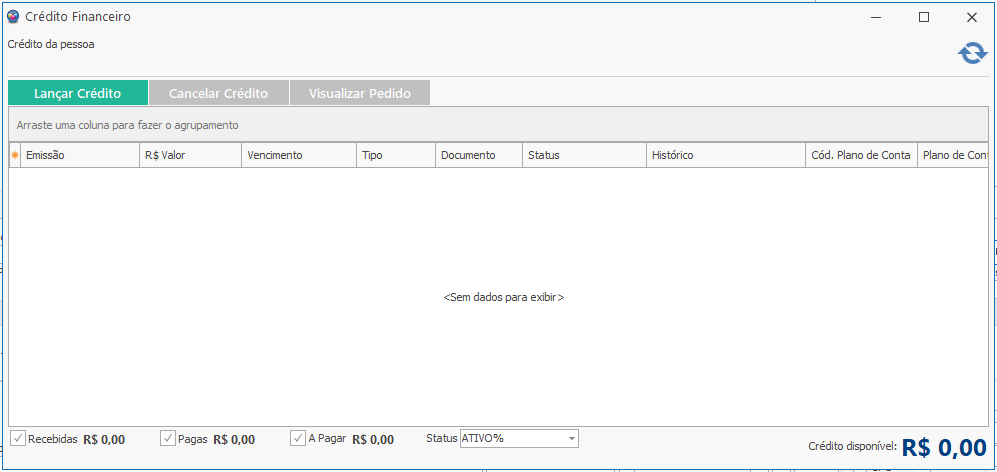 Crédito Financeiro
Crédito da pessoa
Lançar Crédito Cancelar Crédito Visualizar Pedido
Arraste uma coluna para fazer o agrupamento
Emissão R$ Valor Vencimento Tipo Documento Status Histórico Cód. Plano de Conta Plano de Cont
<Sem dados para exibir>
Recebidas R$ 0,00 Pagas R$ 0,00 A Pagar R$ 0,00 Status ATIVO%
Crédito disponível: R$ 0,00